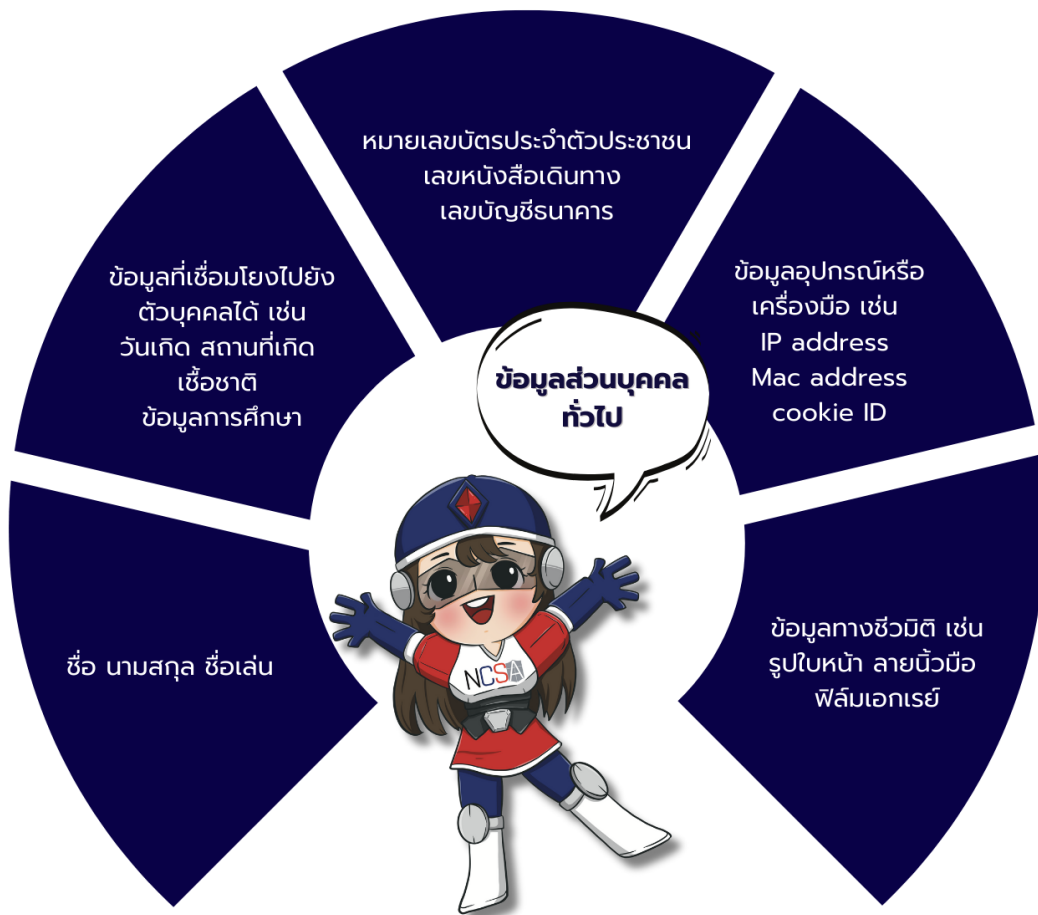 หมายเลขบัตรประจำตัวประชาชน
เลขหนังสือเดินทาง
เลขบัญชีธนาคาร
ข้อมูลที่เชื่อมโยงไปยัง
ตัวบุคคลได้ เช่น
วันเกิด สถานที่เกิด
เชื้อชาติ
ข้อมูลการศึกษา
ข้อมูลอุปกรณ์หรือ
เครื่องมือ เช่น
IP address
Mac address
cookie ID
ข้อมูลส่วนบุคคล
ทั่วไป
ชื่อ นามสกุล ชื่อเล่น
ข้อมูลทางชีวมิติ เช่น
รูปใบหน้า ลายนิ้วมือ
ฟิล์มเอกเรย์
NCSA